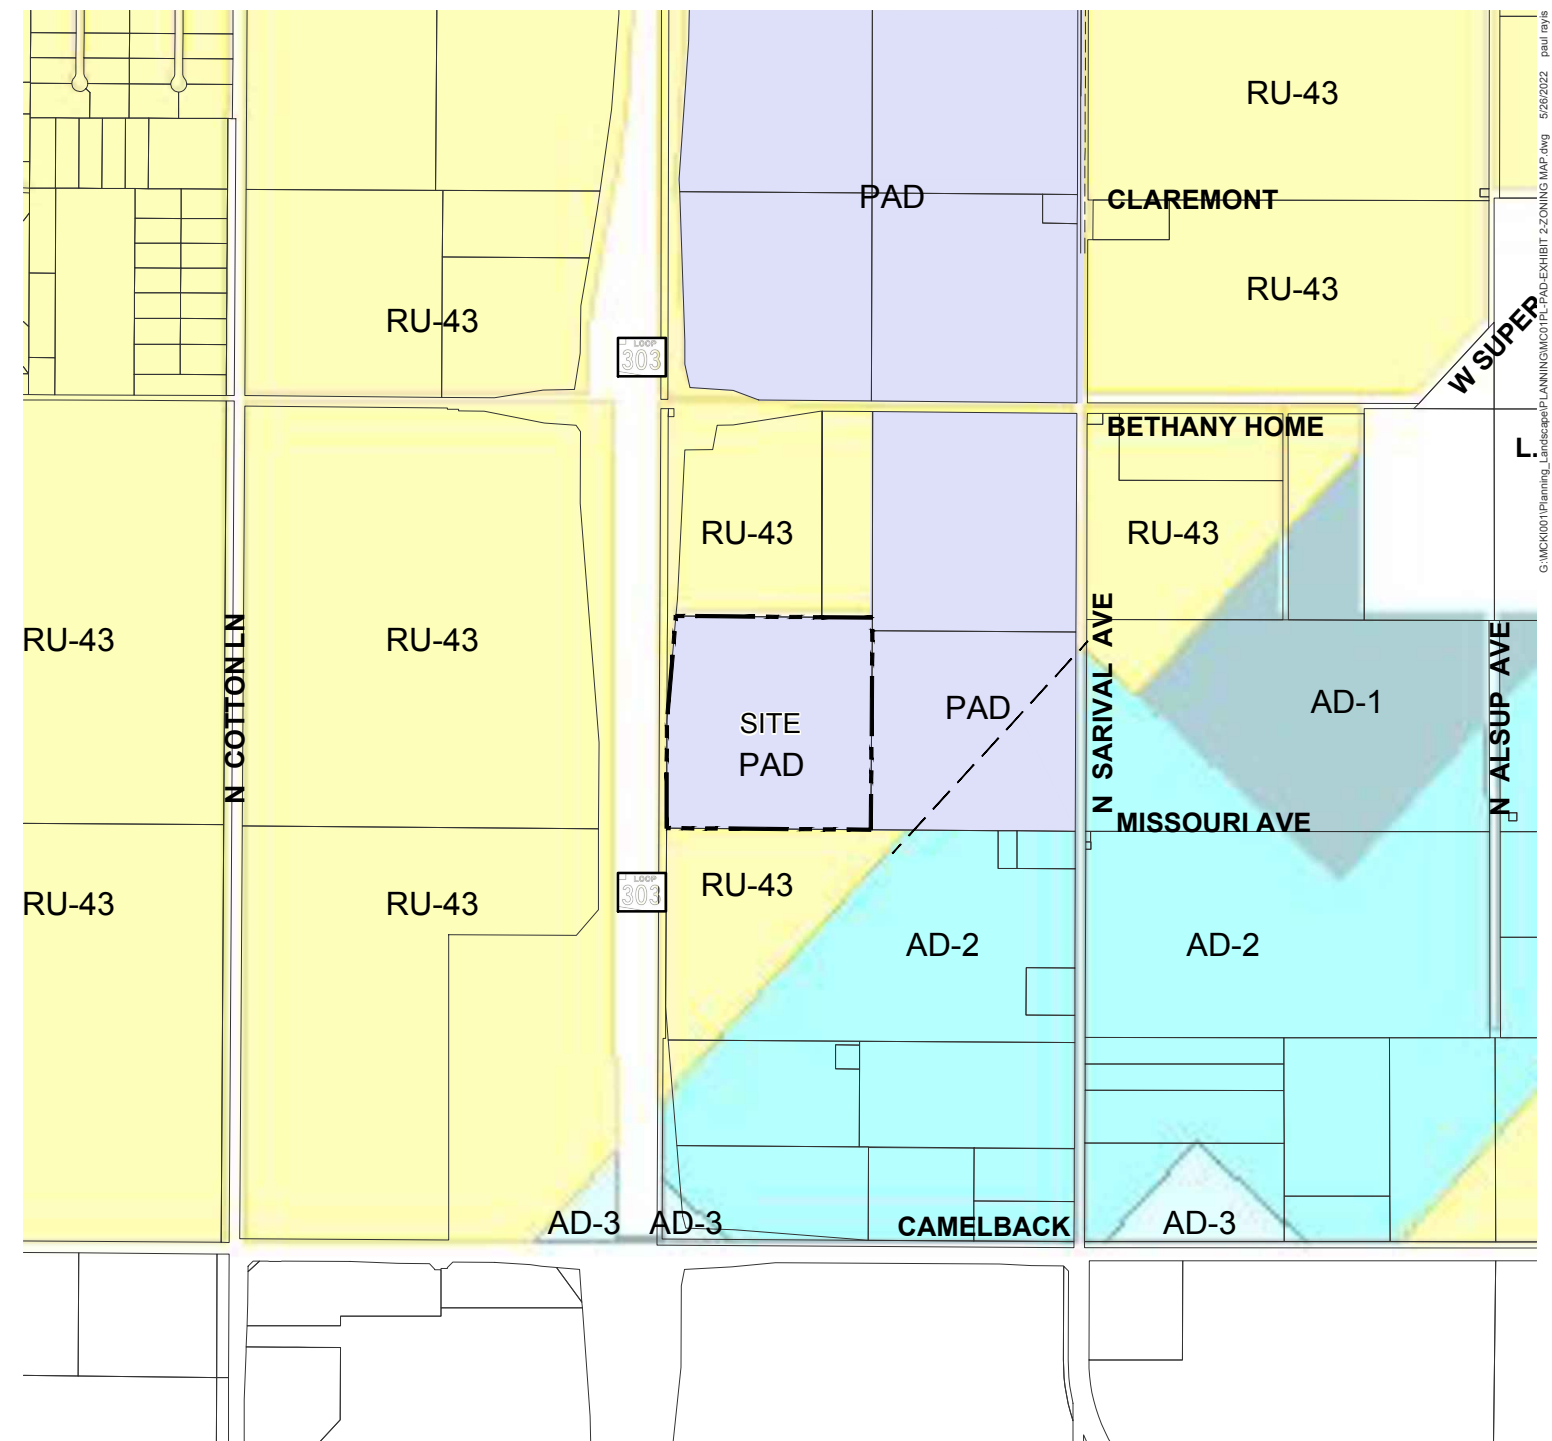 G:\MCKI001\Planning_Landscape\PLANNING\MC01PL-PAD-EXHIBIT 2-ZONING MAP.dwg 5/26/2022 paul rayis
RU-43
PAD
CLAREMONT
RU-43
RU-43
W SUPER
LOOP
303
BETHANY HOME
L.
RU-43
RU-43
RU-43
RU-43
N COTTON LN
N SARIVAL AVE
N ALSUP AVE
SITE
PAD
PAD
AD-1
MISSOURI AVE
LOOP
303
RU-43
RU-43
RU-43
AD-2
AD-2
AD-3
AD-3
CAMELBACK
AD-3